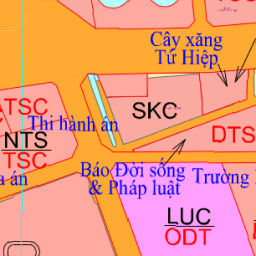 Cây xăng
Tứ Hiệp
TSC
SKC
Thi hành án
NTS
TSC
DTS
Báo Đời sống
& Pháp luật
Trường
a án
LUC
ODT